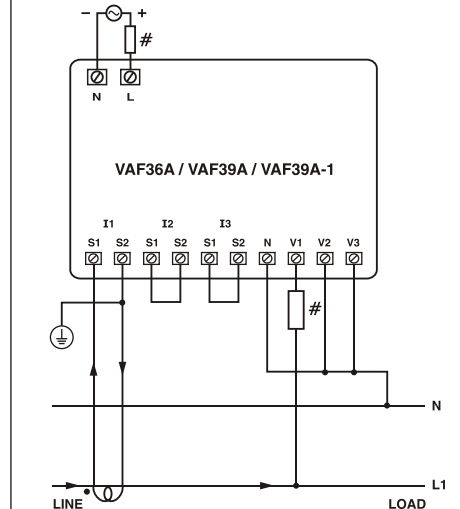 - +
#
N L
VAF36A / VAF39A / VAF39A-1
I1 I2 I3
S1 S2 S1 S2 S1 S2 N V1 V2 V3
#
N
L1
LINE LOAD